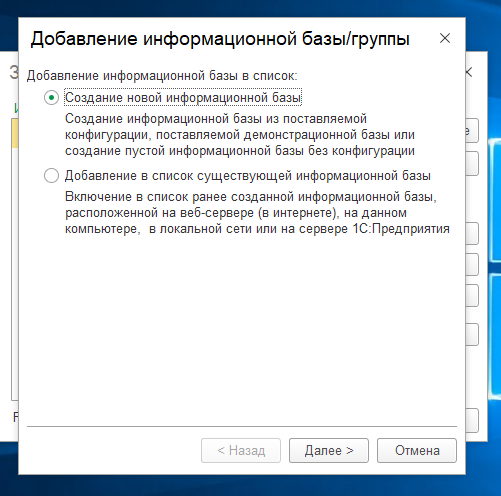 Добавление информационной базы/группы
Добавление информационной базы в список:
Создание новой информационной базы
Создание информационной базы из поставляемой
конфигурации, поставляемой демонстрационной базы или
создание пустой информационной базы без конфигурации
Добавление в список существующей информационной базы
Включение в список ранее созданной информационной базы,
расположенной на веб-сервере (в интернете), на данном
компьютере, в локальной сети или на сервере 1С:Предприятия
< Назад
Далее >
Отмена